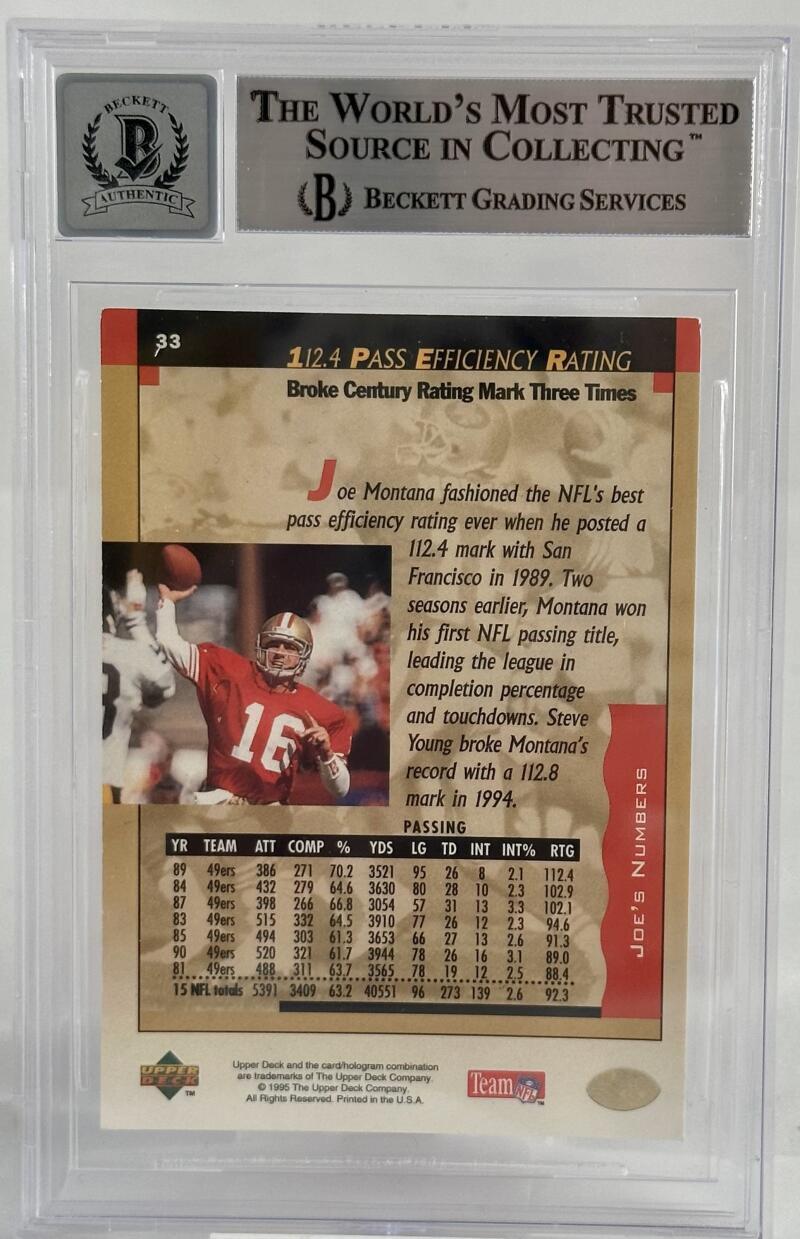 BECKETT
B
AUTHENTIC
THE WORLD'S MOST TRUSTED
SOURCE IN COLLECTING™
B BECKETT GRADING SERVICES
33
112.4 PASS EFFICIENCY RATING
Broke Century Rating Mark Three Times
Joe Montana fashioned the NFL's best
pass efficiency rating ever when he posted a
112.4 mark with San
Francisco in 1989. Two
seasons earlier, Montana won
his first NFL passing title,
leading the league in
completion percentage
and touchdowns. Steve
Young broke Montana's
record with a 112.8
mark in 1994.
16
PASSING
YR TEAM ATT COMP % YDS LG TD INT INT% RTG
89 49ers 386 271 70.2 3521 95 26 8 2.1 112.4
84 49ers 432 279 64.6 3630 80 28 10 2.3 102.9
87 49ers 398 266 66.8 3054 57 31 13 3.3 102.1
83 49ers 515 332 64.5 3910 77 26 12 2.3 94.6
85 49ers 494 303 61.3 3653 66 27 13 2.6 91.3
90 49ers 520 321 61.7 3944 78 26 16 3.1 89.0
81 49ers 488 311 63.7 3565 78 19 12 2.5 88.4
15 NFL totals 5391 3409 63.2 40551 96 273 139 2.6 92.3
JOE'S NUMBERS
UPPER
DECK™
Upper Deck and the card/hologram combination
are trademarks of The Upper Deck Company.
© 1995 The Upper Deck Company.
All Rights Reserved. Printed in the U.S.A.
Team NFL™